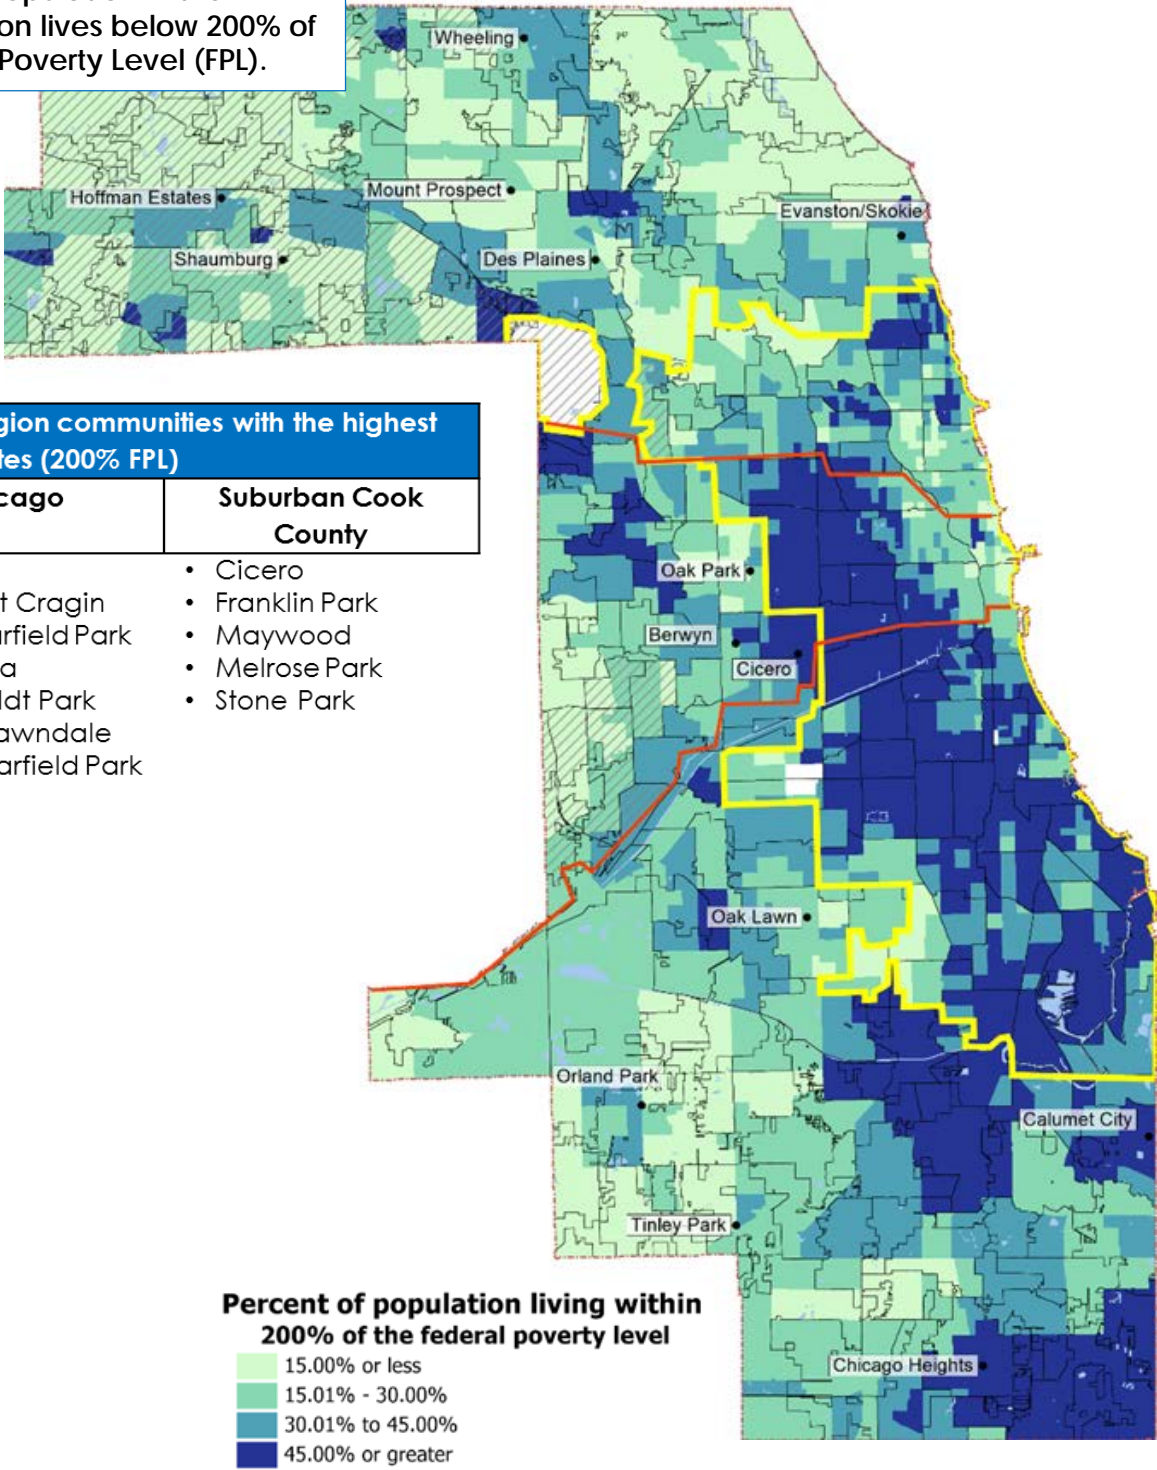 on lives below 200% of
Poverty Level (FPL).
Wheeling
Hoffman Estates
Mount Prospect
Evanston/Skokie
Shaumburg
Des Plaines
gion communities with the highest
tes (200% FPL)
cago
Suburban Cook
County
• Cicero
t Cragin
• Franklin Park
arfield Park
• Maywood
a
• Melrose Park
ldt Park
• Stone Park
awndale
arfield Park
Oak Park
Berwyn
Cicero
Oak Lawn
Orland Park
Calumet City
Tinley Park
Chicago Heights
Percent of population living within
200% of the federal poverty level
15.00% or less
15.01% - 30.00%
30.01% to 45.00%
45.00% or greater